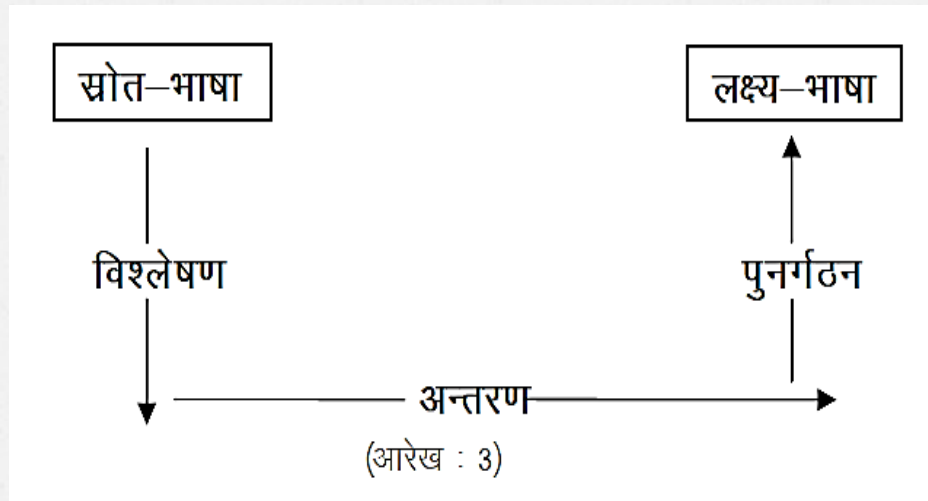 स्रोत–भाषा
लक्ष्य–भाषा
विश्लेषण
पुनर्गठन
अन्तरण
(आरेख : 3)